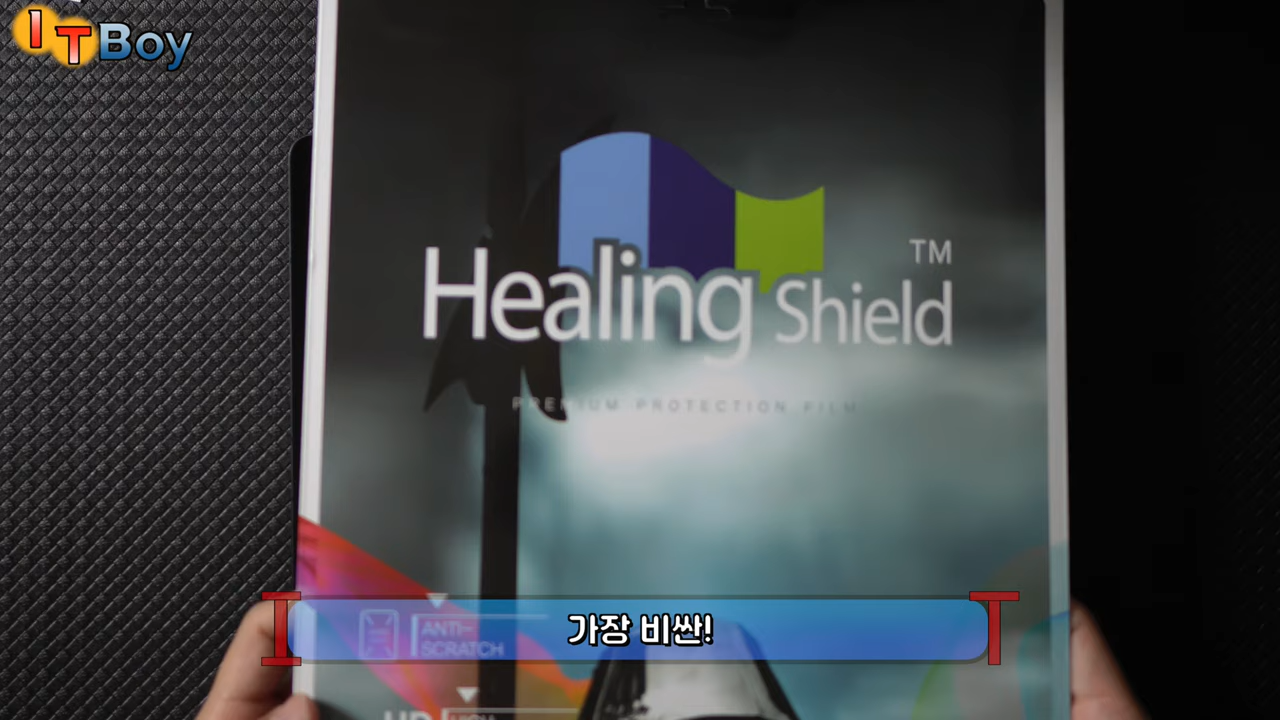 ITBoy
Healing Shield
TM
PREMIUM PROTECTION FILM
ANTI-
SCRATCH
가장 비싼!